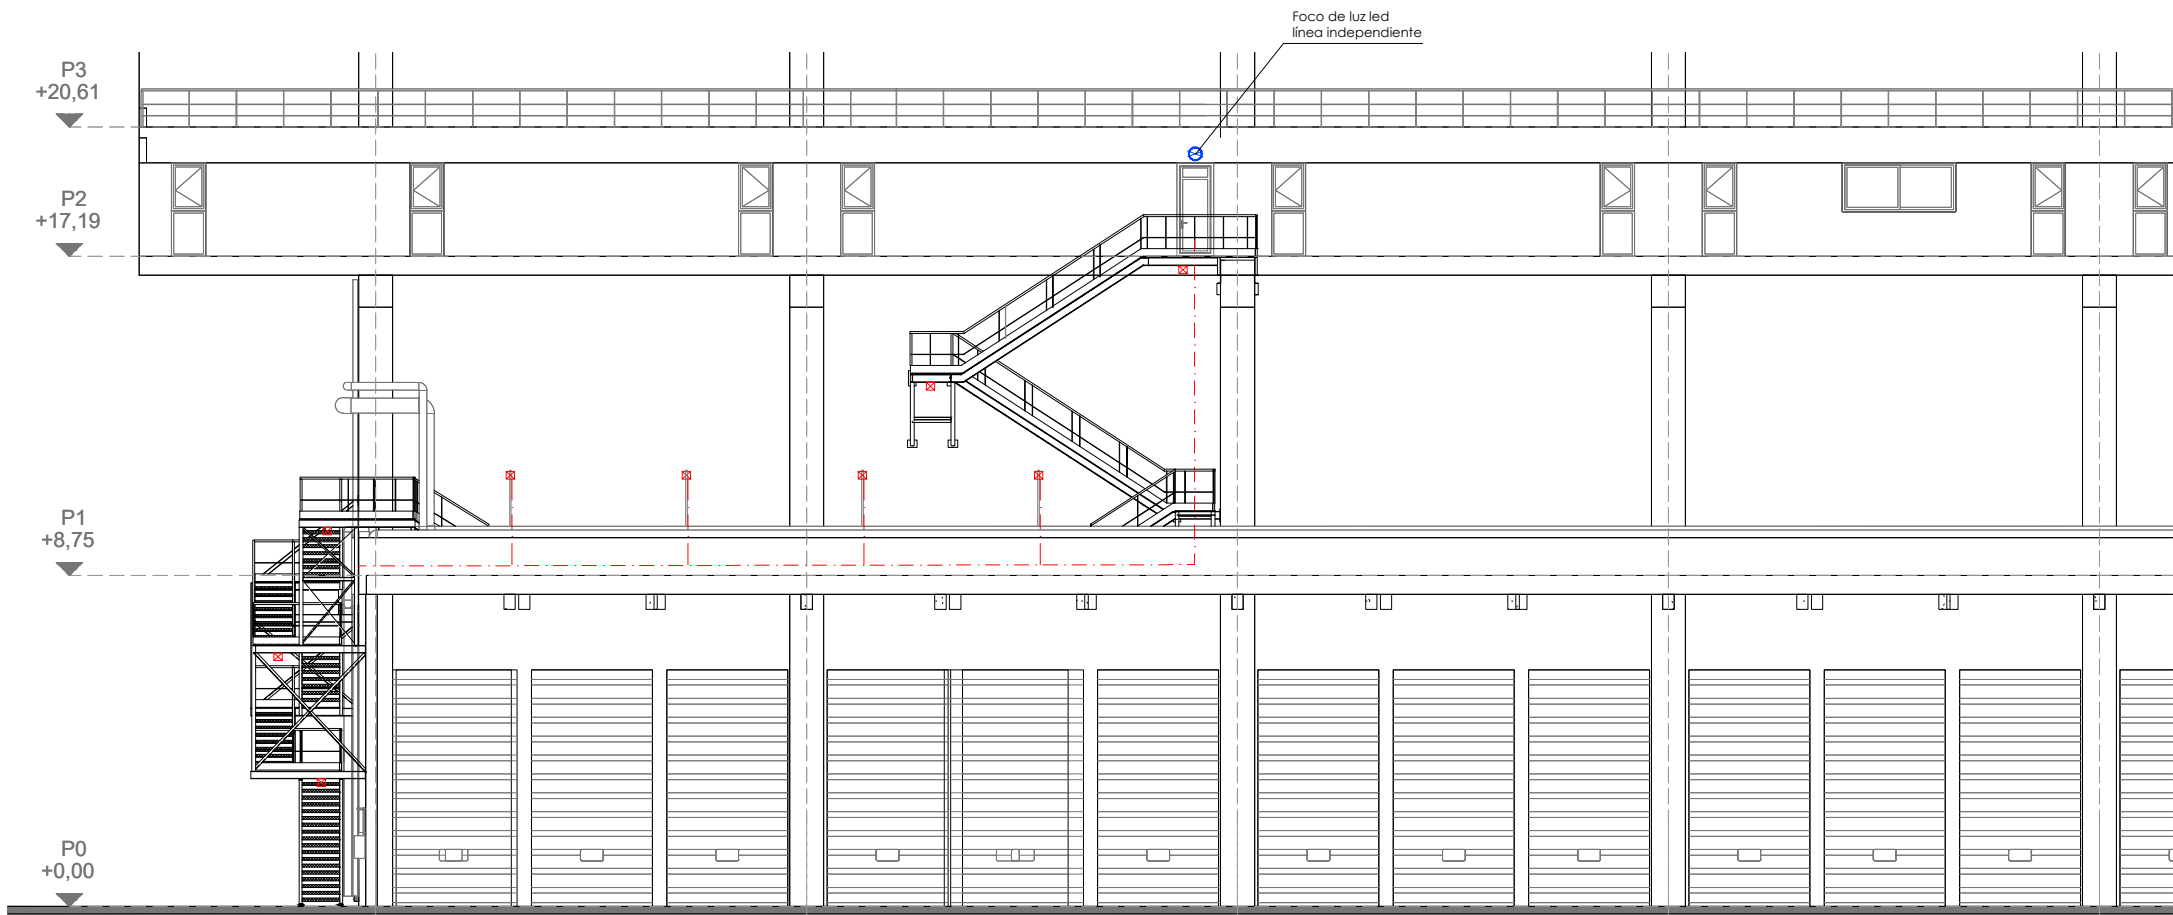 Foco de luz led
línea independiente
P3
+20,61
P2
+17,19
P1
+8,75
P0
+0,00